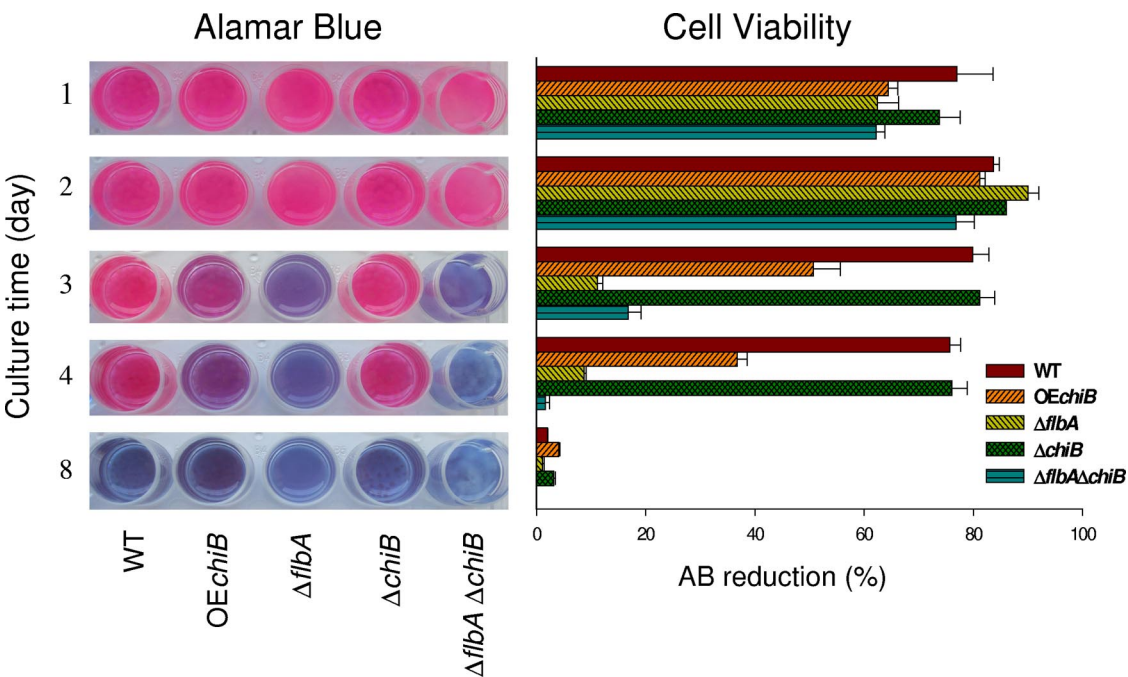 Alamar Blue
Cell Viability
Culture time (day)
1
2
3
4
8
WT
OEchiB
ΔflbA
ΔchiB
ΔflbA ΔchiB
WT
OEchiB
ΔflbA
ΔchiB
ΔflbAΔchiB
0 20 40 60 80 100
AB reduction (%)